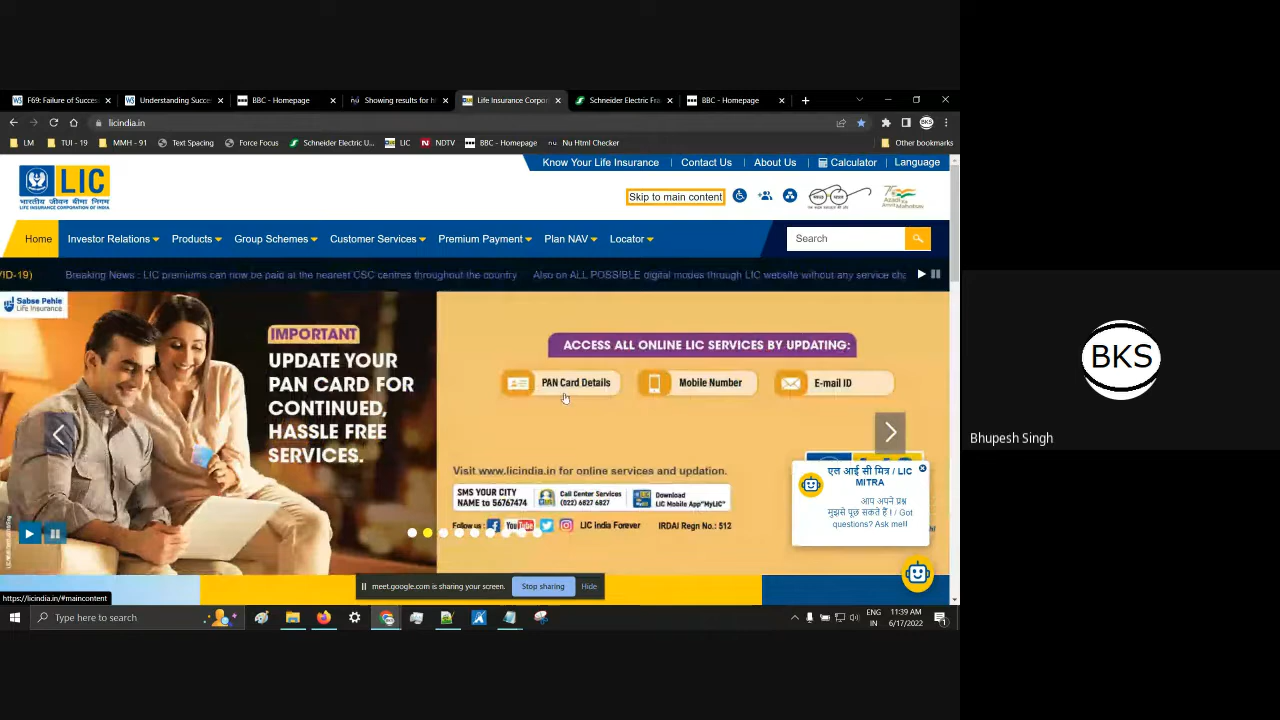 F69: Failure of Succes
Understanding Succe
BBC - Homepage
Showing results for h
Life Insurance Corpor
Schneider Electric Fra
BBC - Homepage
licindia.in
BKS
LM
TUI - 19
MMH - 91
Text Spacing
Force Focus
Schneider Electric U...
LIC
NDTV
BBC - Homepage
Nu Html Checker
Other bookmarks
Know Your Life Insurance
Contact Us
About Us
Calculator
Language
LIC
भारतीय जीवन बीमा निगम
LIFE INSURANCE CORPORATION OF INDIA
Skip to main content
Azadi Ka
Amrit Mahotsav
Home
Investor Relations
Products
Group Schemes
Customer Services
Premium Payment
Plan NAV
Locator
Search
VID-19)
Breaking News : LIC premiums can now be paid at the nearest CSC centres throughout the country
Also on ALL POSSIBLE digital modes through LIC website without any service cha
Sabse Pehle
Life Insurance
IMPORTANT
UPDATE YOUR
PAN CARD FOR
CONTINUED,
HASSLE FREE
SERVICES.
ACCESS ALL ONLINE LIC SERVICES BY UPDATING:
PAN Card Details
Mobile Number
E-mail ID
Visit www.licindia.in for online services and updation.
SMS YOUR CITY
NAME to 56767474
Call Center Services
(022) 6827 6827
Download
LIC Mobile App"MyLIC"
Follow us :
YouTube
LIC India Forever
IRDAI Regn No.: 512
एल आई सी मित्र / LIC
MITRA
आप अपने प्रश्न
मुझसे पूछ सकते हैं ! / Got
questions? Ask me!!
meet.google.com is sharing your screen.
Stop sharing
Hide
https://licindia.in/#maincontent
Type here to search
ENG
IN
11:39 AM
6/17/2022
BKS
Bhupesh Singh